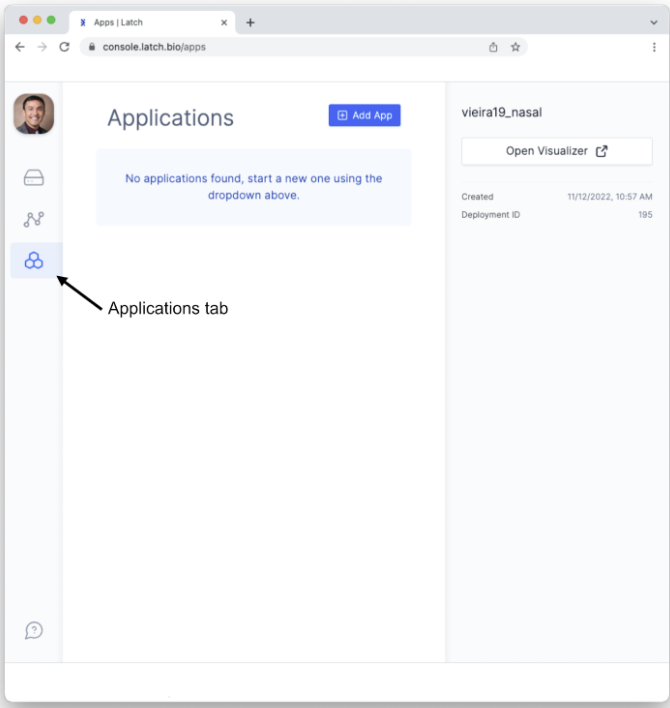 Apps | Latch
console.latch.bio/apps
Applications
Add App
No applications found, start a new one using the
dropdown above.
Applications tab
vieira19_nasal
Open Visualizer
Created 11/12/2022, 10:57 AM
Deployment ID 195